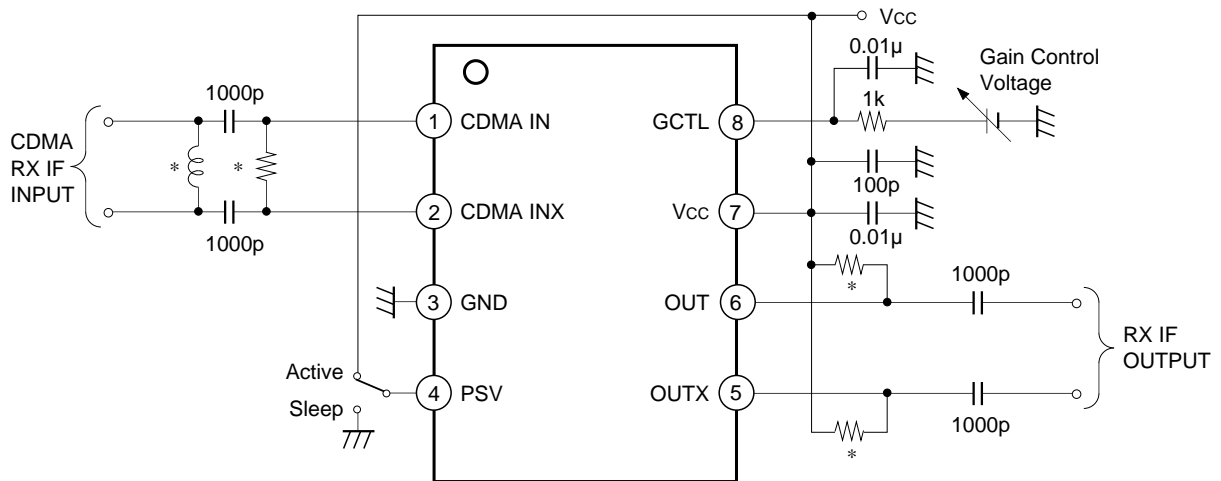 Vcc
0.01µ
Gain Control
Voltage
1000p
1k
1
CDMA IN
GCTL
8
CDMA
RX IF
INPUT
*
*
100p
2
CDMA INX
Vcc
7
1000p
0.01µ
*
1000p
3
GND
OUT
6
RX IF
OUTPUT
Active
4
PSV
OUTX
5
Sleep
1000p
*